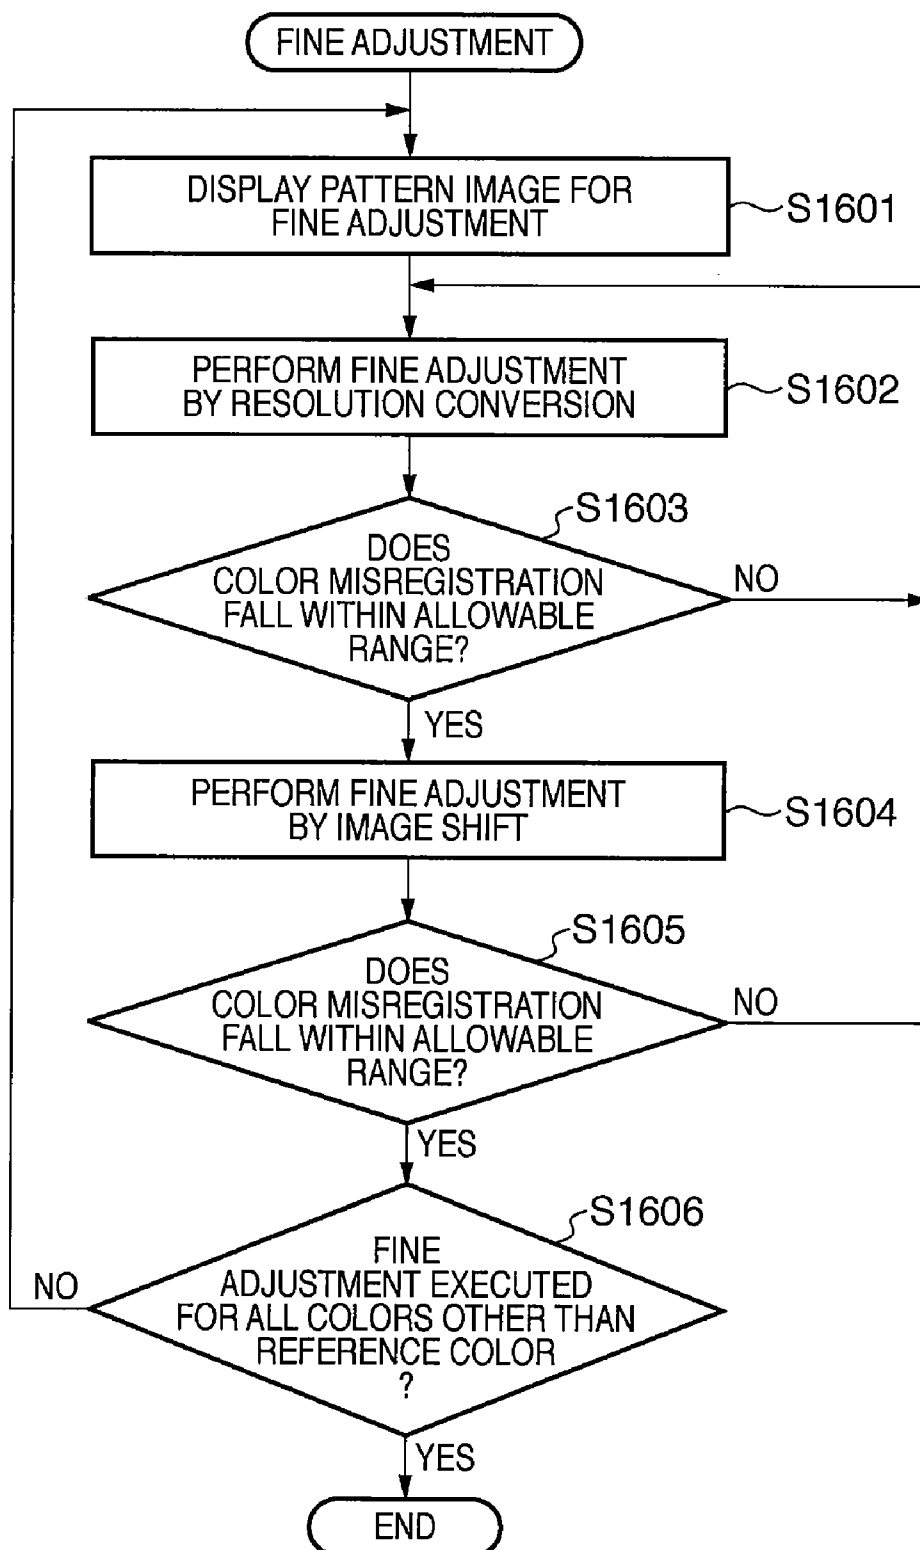 FINE ADJUSTMENT
DISPLAY PATTERN IMAGE FOR
FINE ADJUSTMENT
S1601
PERFORM FINE ADJUSTMENT
BY RESOLUTION CONVERSION
S1602
S1603
DOES
COLOR MISREGISTRATION
FALL WITHIN ALLOWABLE
RANGE?
NO
YES
PERFORM FINE ADJUSTMENT
BY IMAGE SHIFT
S1604
S1605
DOES
COLOR MISREGISTRATION
FALL WITHIN ALLOWABLE
RANGE?
NO
YES
S1606
FINE
ADJUSTMENT EXECUTED
FOR ALL COLORS OTHER THAN
REFERENCE COLOR
?
NO
YES
END